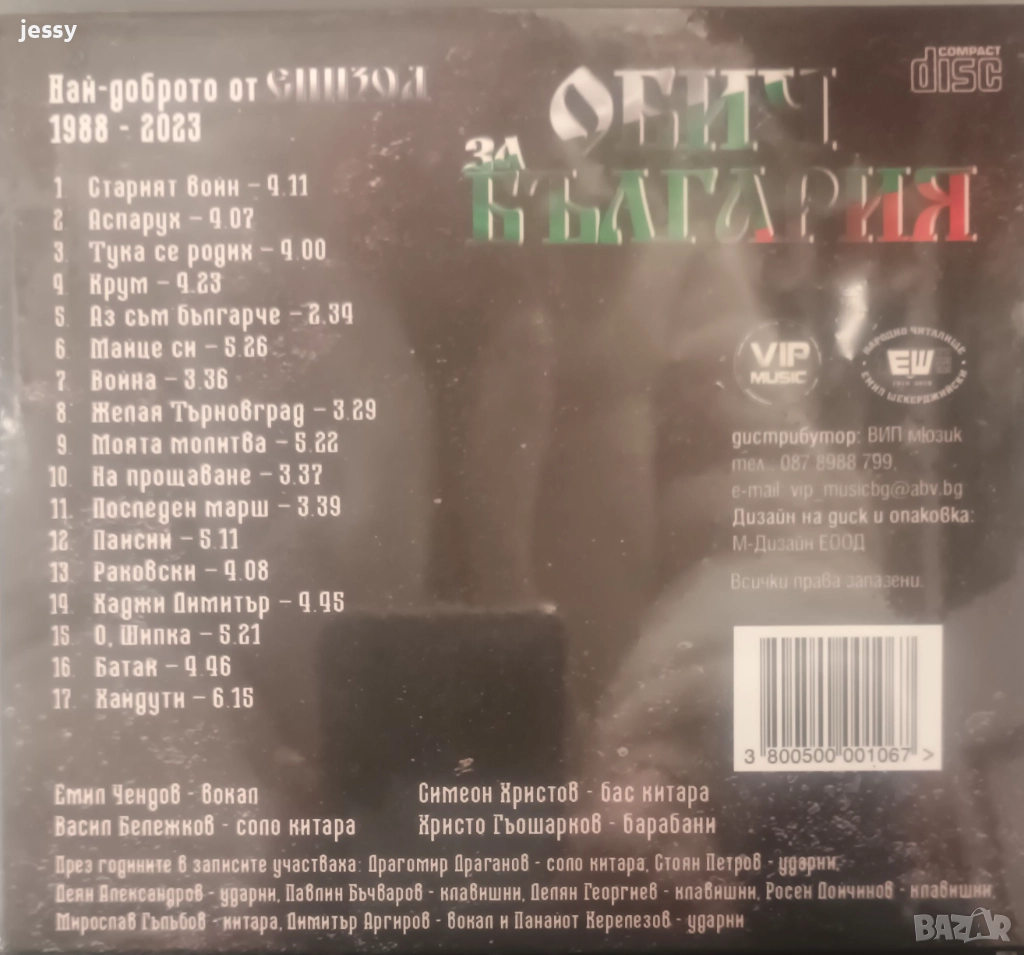 jessy
Най-доброто от ЕПИЗОД
1988 - 2023
ОБИЧ
ЗА
БЪЛГАРИЯ
COMPACT
disc
1 Старият воин – 4.11
2 Аспарух – 4.07
3. Тука се родих – 4.00
4 Крум – 4.23
5. Аз съм българче – 2.34
6. Майце си – 5.26
7. Война – 3.36
8. Желая Търновград – 3.29
9. Моята молитва – 5.22
10. На прощаване – 3.37
11. Последен марш – 3.39
12. Паисий – 5.11
13. Раковски – 4.08
14. Хаджи Димитър – 4.45
15. О, Шипка – 5.21
16. Батак – 4.46
17. Хайдути – 6.15
VIP
MUSIC
НАРОДНО ЧИТАЛИЩЕ
ЕШ
ЕМИЛ ШЕКЕРДЖИЙСКИ
дистрибутор: ВИП мюзик
тел.: 087 8988 799,
e-mail: vip_musicbg@abv.bg
Дизайн на диск и опаковка:
М-Дизайн ЕООД
Всички права запазени.
3 800500 001067 >
Емил Чендов - вокал
Васил Бележков - соло китара
Симеон Христов - бас китара
Христо Гьошарков - барабани
През годините в записите участваха: Драгомир Драганов - соло китара, Стоян Петров - ударни,
Деян Александров - ударни, Павлин Бъчваров - клавишни, Делян Георгиев - клавишни, Росен Дойчинов - клавишни,
Мирослав Гълъбов - китара, Димитър Аргиров - вокал и Панайот Керелезов - ударни
BAZAR